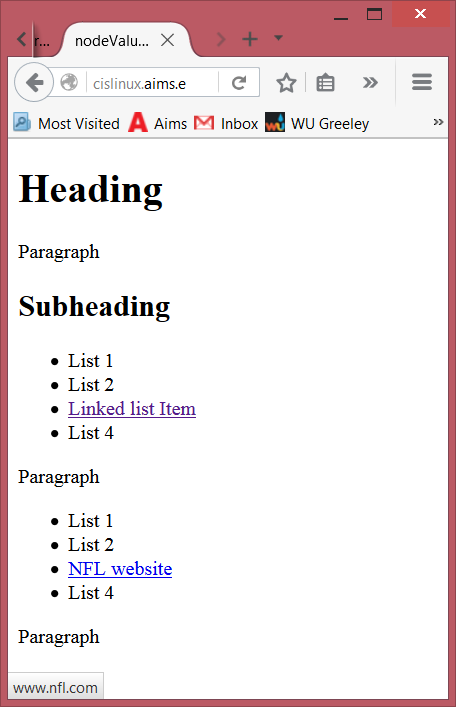 r... nodeValu...
cislinux.aims.e
Most Visited Aims Inbox WU Greeley
Heading
Paragraph
Subheading
• List 1
• List 2
• Linked list Item
• List 4
Paragraph
• List 1
• List 2
• NFL website
• List 4
Paragraph
www.nfl.com